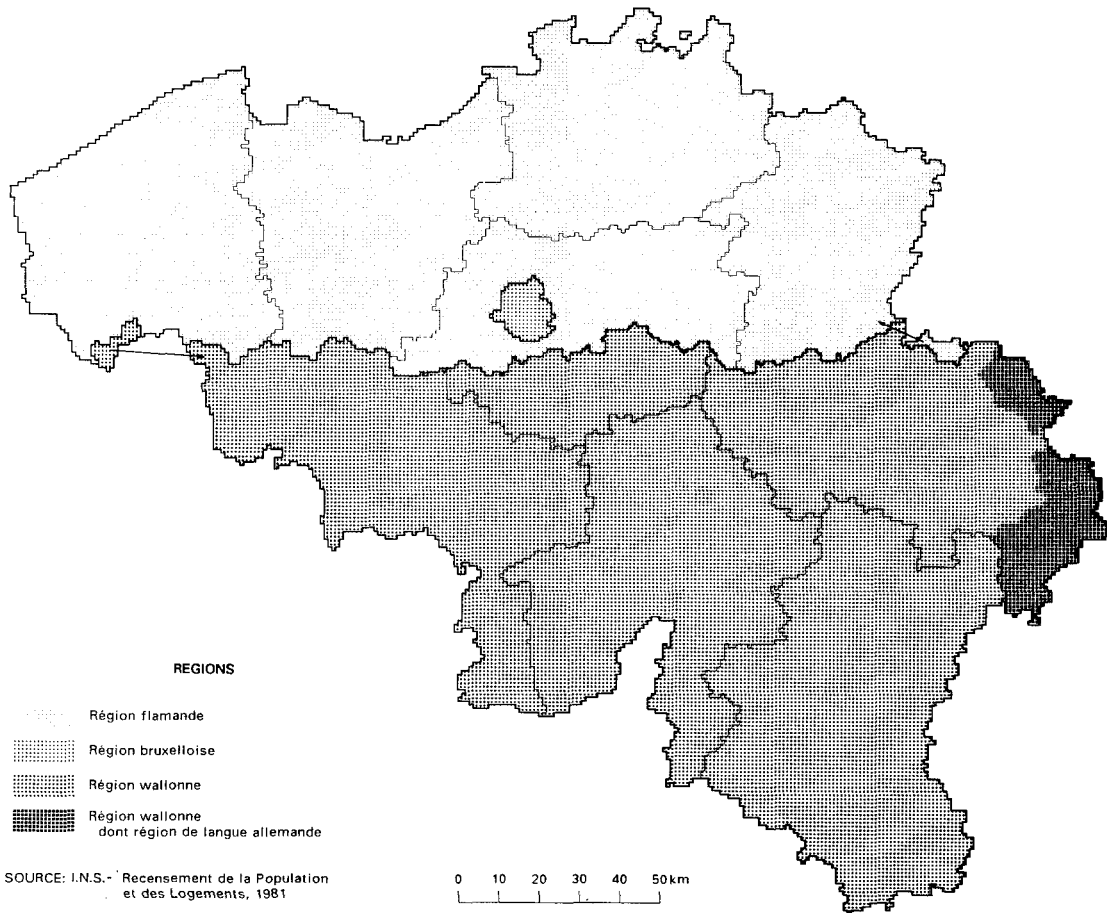 REGIONS
Région flamande
Région bruxelloise
Région wallonne
Région wallonne
dont région de langue allemande
SOURCE: I.N.S.- Recensement de la Population
et des Logements, 1981
0 10 20 30 40 50 km